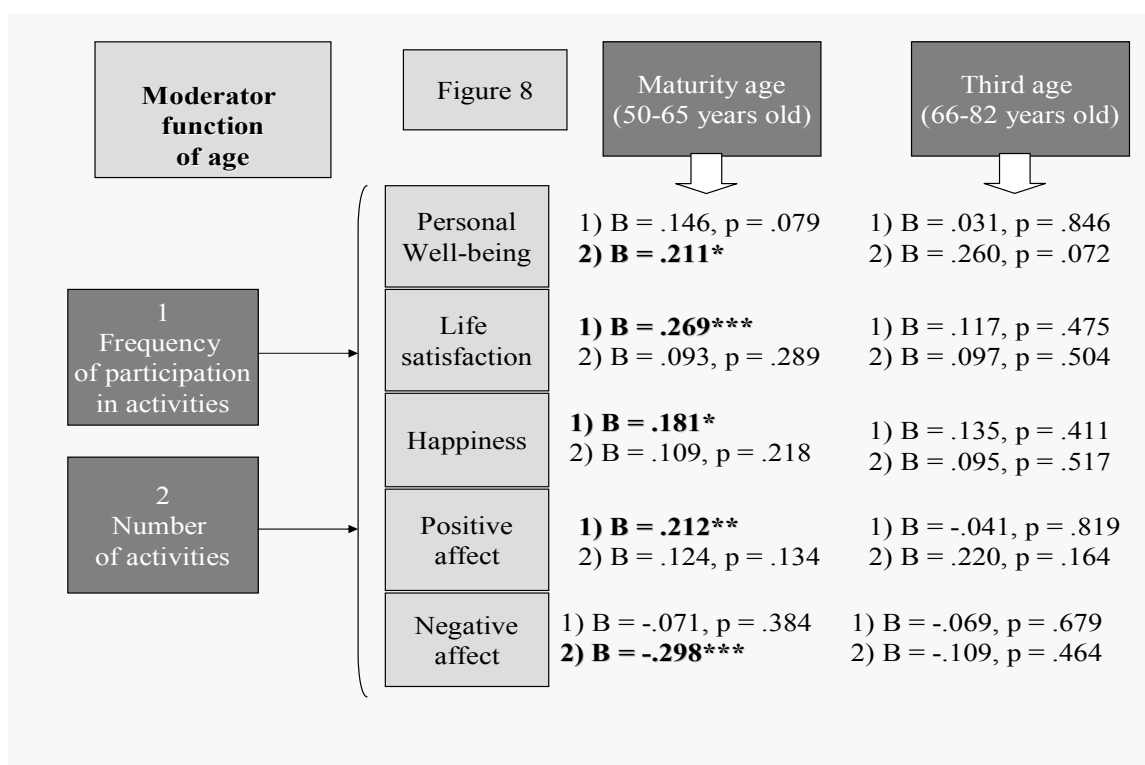 Moderator
function
of age
Figure 8
Maturity age
(50-65 years old)
Third age
(66-82 years old)
1
Frequency
of participation
in activities
2
Number
of activities
Personal
Well-being
1) B = .146, p = .079
2) B = .211*
1) B = .031, p = .846
2) B = .260, p = .072
Life
satisfaction
1) B = .269***
2) B = .093, p = .289
1) B = .117, p = .475
2) B = .097, p = .504
Happiness
1) B = .181*
2) B = .109, p = .218
1) B = .135, p = .411
2) B = .095, p = .517
Positive
affect
1) B = .212**
2) B = .124, p = .134
1) B = -.041, p = .819
2) B = .220, p = .164
Negative
affect
1) B = -.071, p = .384
2) B = -.298***
1) B = -.069, p = .679
2) B = -.109, p = .464